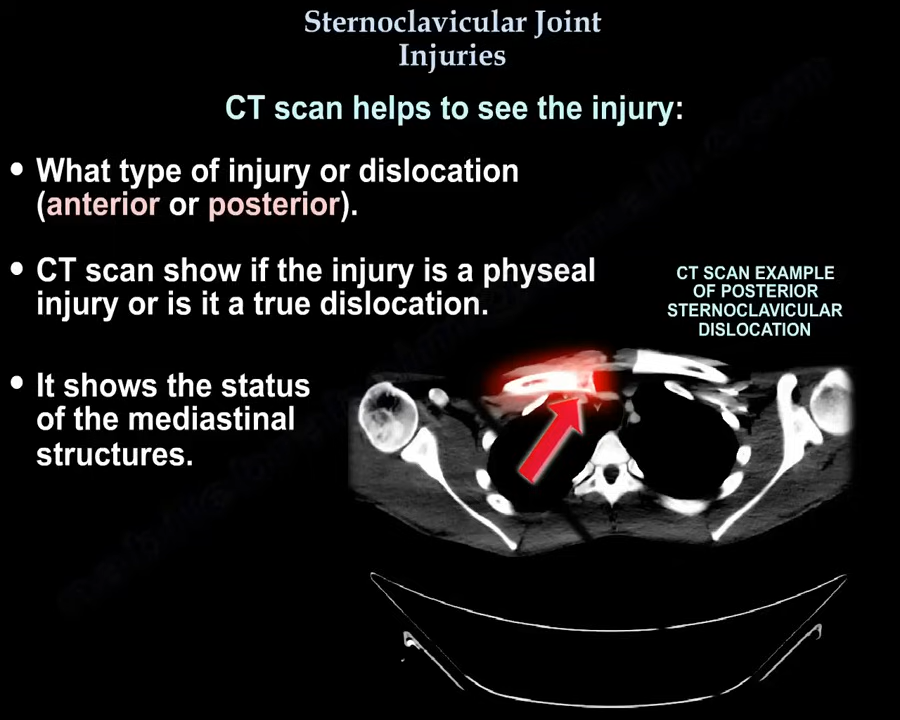 Sternoclavicular Joint
Injuries
CT scan helps to see the injury:
• What type of injury or dislocation
(anterior or posterior).
• CT scan show if the injury is a physeal
injury or is it a true dislocation.
• It shows the status
of the mediastinal
structures.
CT SCAN EXAMPLE
OF POSTERIOR
STERNOCLAVICULAR
DISLOCATION